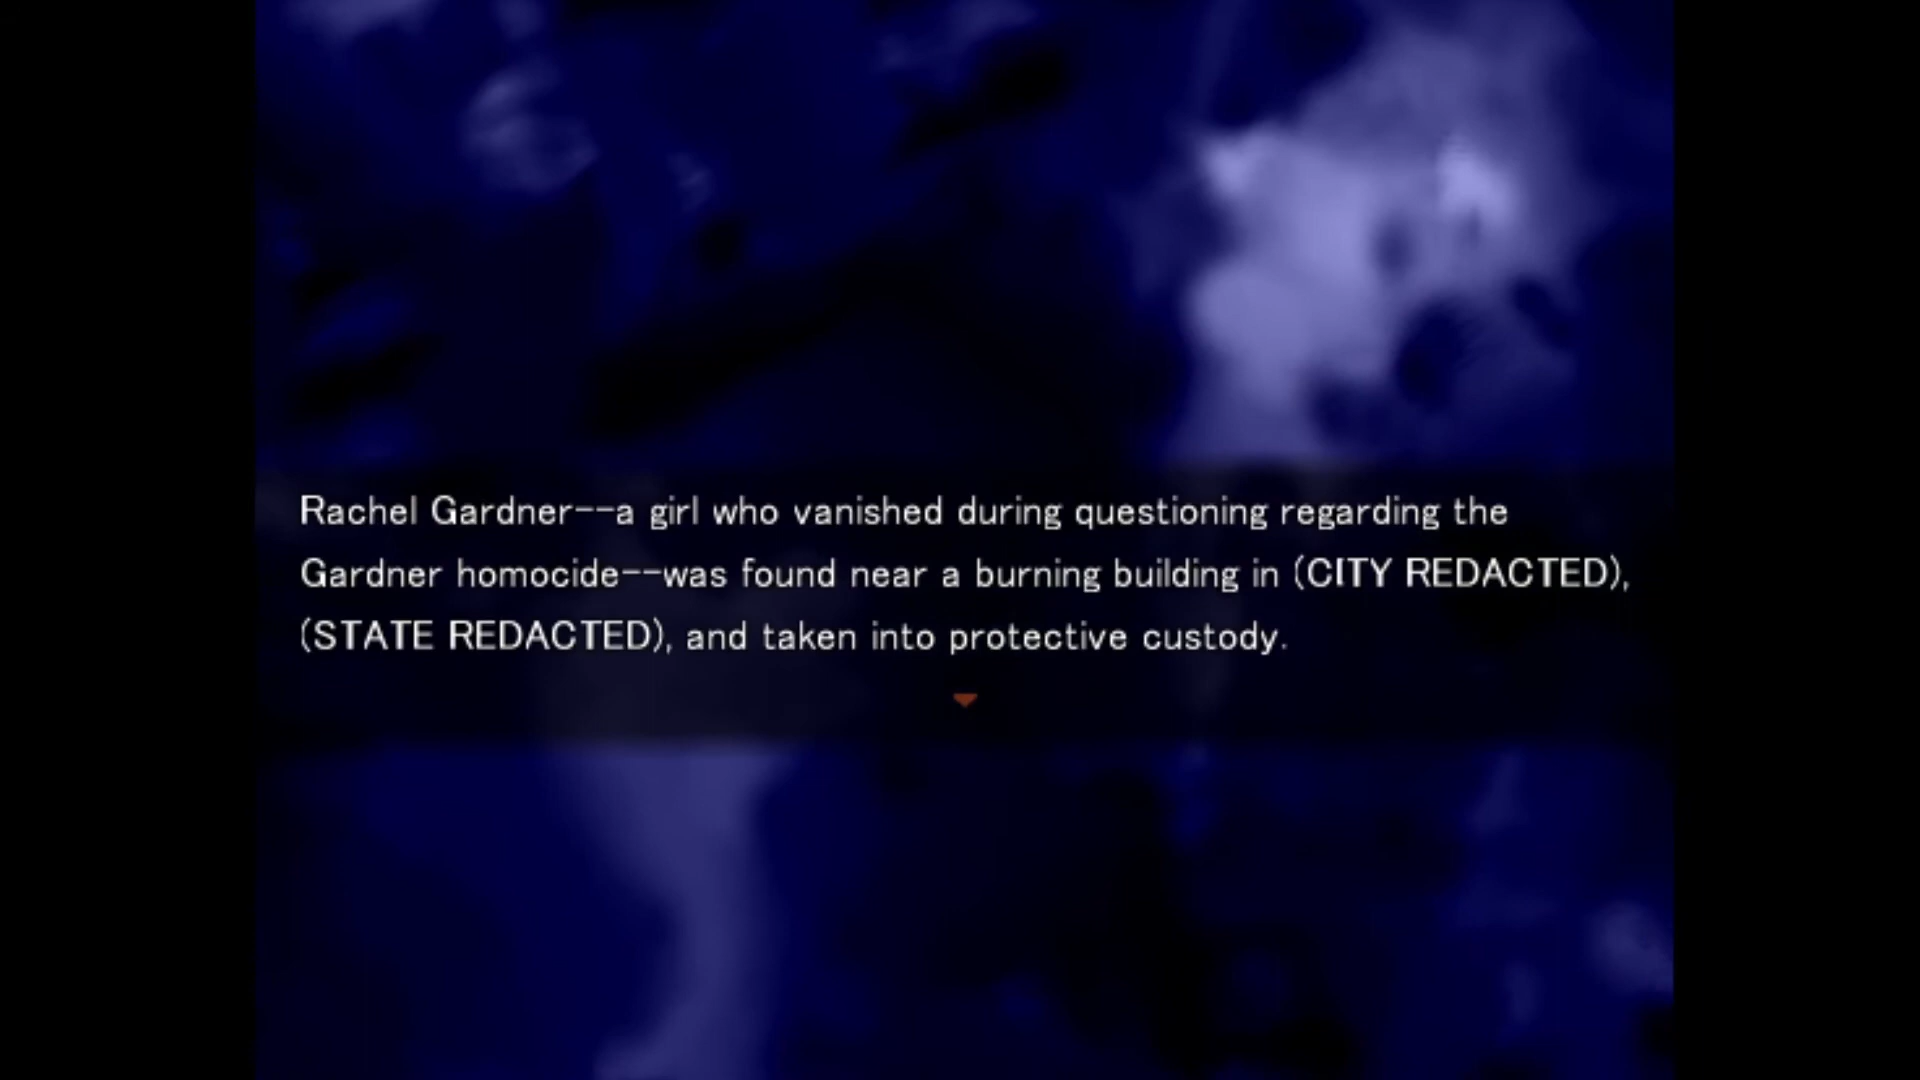 Rachel Gardner--a girl who vanished during questioning regarding the
Gardner homocide--was found near a burning building in (CITY REDACTED),
(STATE REDACTED), and taken into protective custody.